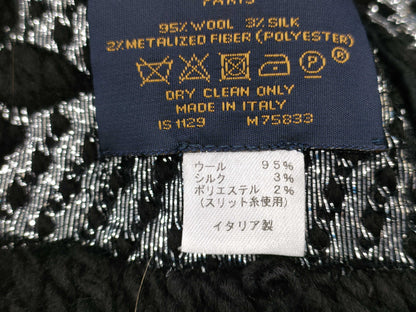 PARIS
95% WOOL 3% SILK
2% METALIZED FIBER (POLYESTER)
P
DRY CLEAN ONLY
MADE IN ITALY
IS 1129 M75833
ウール 95%
シルク 3%
ポリエステル 2%
(スリット糸使用)
イタリア製